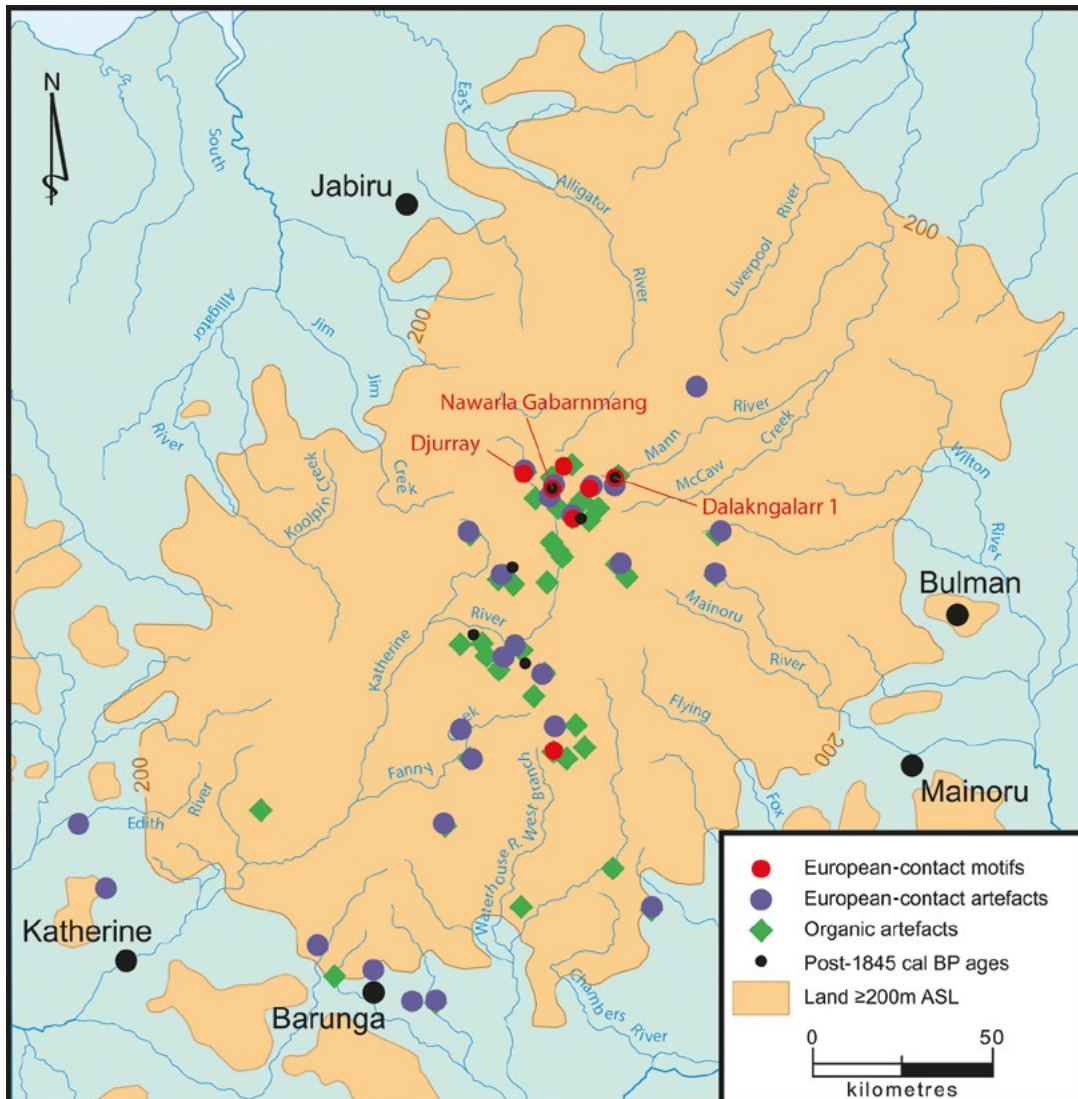 N
South
East
Jabiru
Alligator
River
Liverpool
River
200
Alligator
River
Jim
Jim
Creek
200
Koolpin Creek
Nawarla Gabarnmang
Djurray
Mann
River
McCaw
Creek
Dalakngalarr 1
Wilton
River
Bulman
Mainoru
River
Katherine
River
Flying
Fox
200
Mainoru
Fanny
Creek
Waterhouse R. West Branch
200
Edith
River
Katherine
Barunga
Chambers
River
European-contact motifs
European-contact artefacts
Organic artefacts
Post-1845 cal BP ages
Land ≥200m ASL
0 50
kilometres